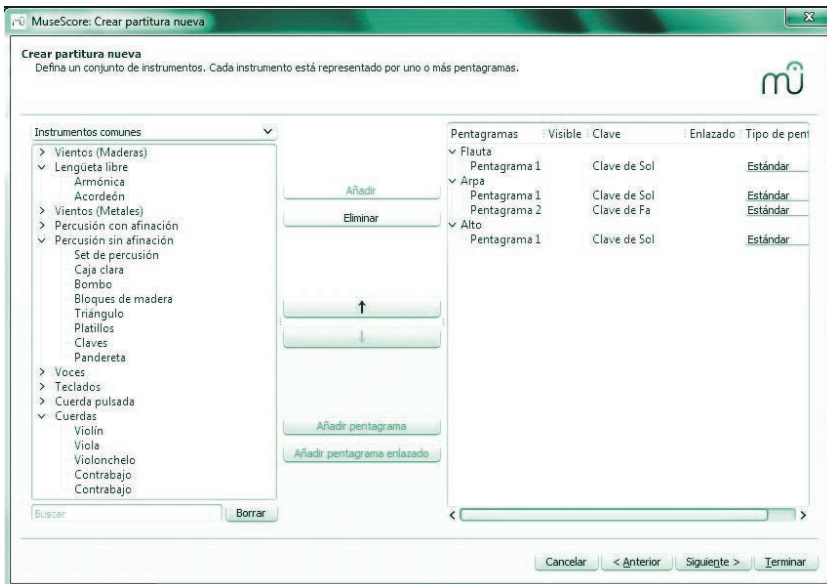 MuseScore: Crear partitura nueva
Crear partitura nueva
Defina un conjunto de instrumentos. Cada instrumento está representado por uno o más pentagramas.
mu
Instrumentos comunes
Vientos (Maderas)
Lengüeta libre
Armónica
Acordeón
Vientos (Metales)
Percusión con afinación
Percusión sin afinación
Set de percusión
Caja clara
Bombo
Bloques de madera
Triángulo
Platillos
Claves
Pandereta
Voces
Teclados
Cuerda pulsada
Cuerdas
Violín
Viola
Violonchelo
Contrabajo
Contrabajo
Buscar
Borrar
Añadir
Eliminar
↑
↓
Añadir pentagrama
Añadir pentagrama enlazado
Pentagramas Visible Clave Enlazado Tipo de pent
Flauta
Pentagrama 1 Clave de Sol Estándar
Arpa
Pentagrama 1 Clave de Sol Estándar
Pentagrama 2 Clave de Fa Estándar
Alto
Pentagrama 1 Clave de Sol Estándar
Cancelar < Anterior Siguiente > Terminar